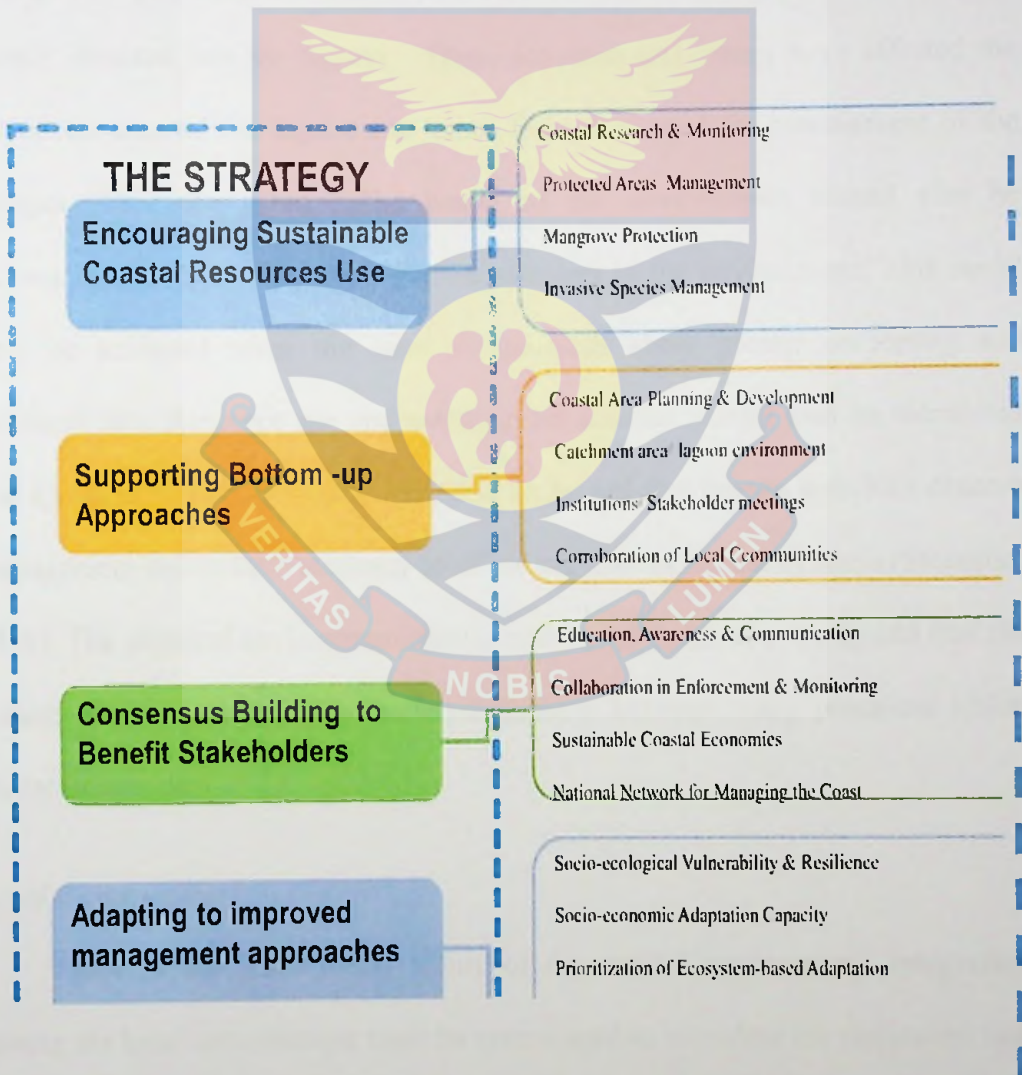 THE STRATEGY
Encouraging Sustainable
Coastal Resources Use
Coastal Research & Monitoring
Protected Areas Management
Mangrove Protection
Invasive Species Management
Supporting Bottom -up
Approaches
Coastal Area Planning & Development
Catchment area lagoon environment
Institutions Stakeholder meetings
Corroboration of Local Ccommunities
Consensus Building to
Benefit Stakeholders
Education, Awareness & Communication
Collaboration in Enforcement & Monitoring
Sustainable Coastal Economies
National Network for Managing the Coast
Adapting to improved
management approaches
Socio-ecological Vulnerability & Resilience
Socio-economic Adaptation Capacity
Prioritization of Ecosystem-based Adaptation
VERITAS
NOBIS
LUMEN